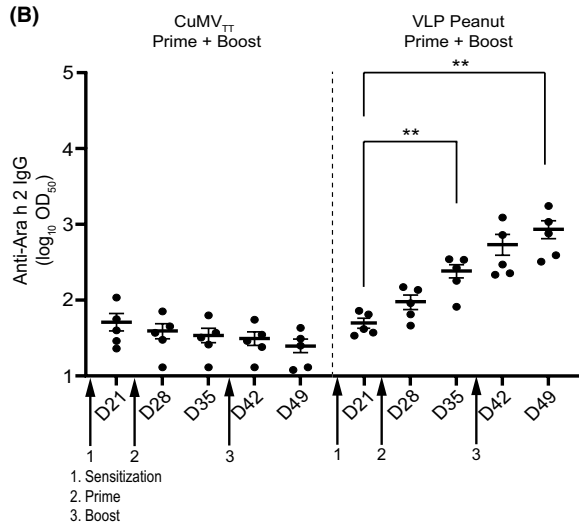 (B)
CuMV_TT
Prime + Boost
VLP Peanut
Prime + Boost
Anti-Ara h 2 IgG
(log₁₀ OD₅₀)
5
4
3
2
1
**
**
D21 D28 D35 D42 D49 D21 D28 D35 D42 D49
1 2 3 1 2 3
1. Sensitization
2. Prime
3. Boost